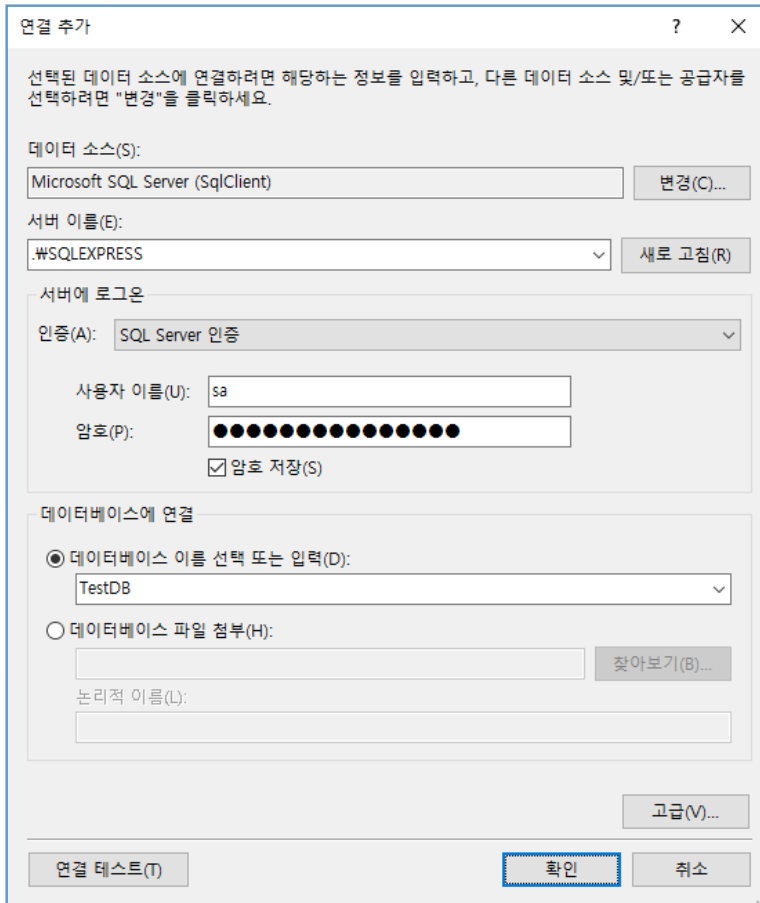 연결 추가
?
선택된 데이터 소스에 연결하려면 해당하는 정보를 입력하고, 다른 데이터 소스 및/또는 공급자를
선택하려면 "변경"을 클릭하세요.
데이터 소스(S):
Microsoft SQL Server (SqlClient)
변경(C)...
서버 이름(E):
.₩SQLEXPRESS
새로 고침(R)
서버에 로그온
인증(A):
SQL Server 인증
사용자 이름(U):
sa
암호(P):
●●●●●●●●●●●●●●●
암호 저장(S)
데이터베이스에 연결
데이터베이스 이름 선택 또는 입력(D):
TestDB
데이터베이스 파일 첨부(H):
찾아보기(B)...
논리적 이름(L):
고급(V)...
연결 테스트(T)
확인
취소